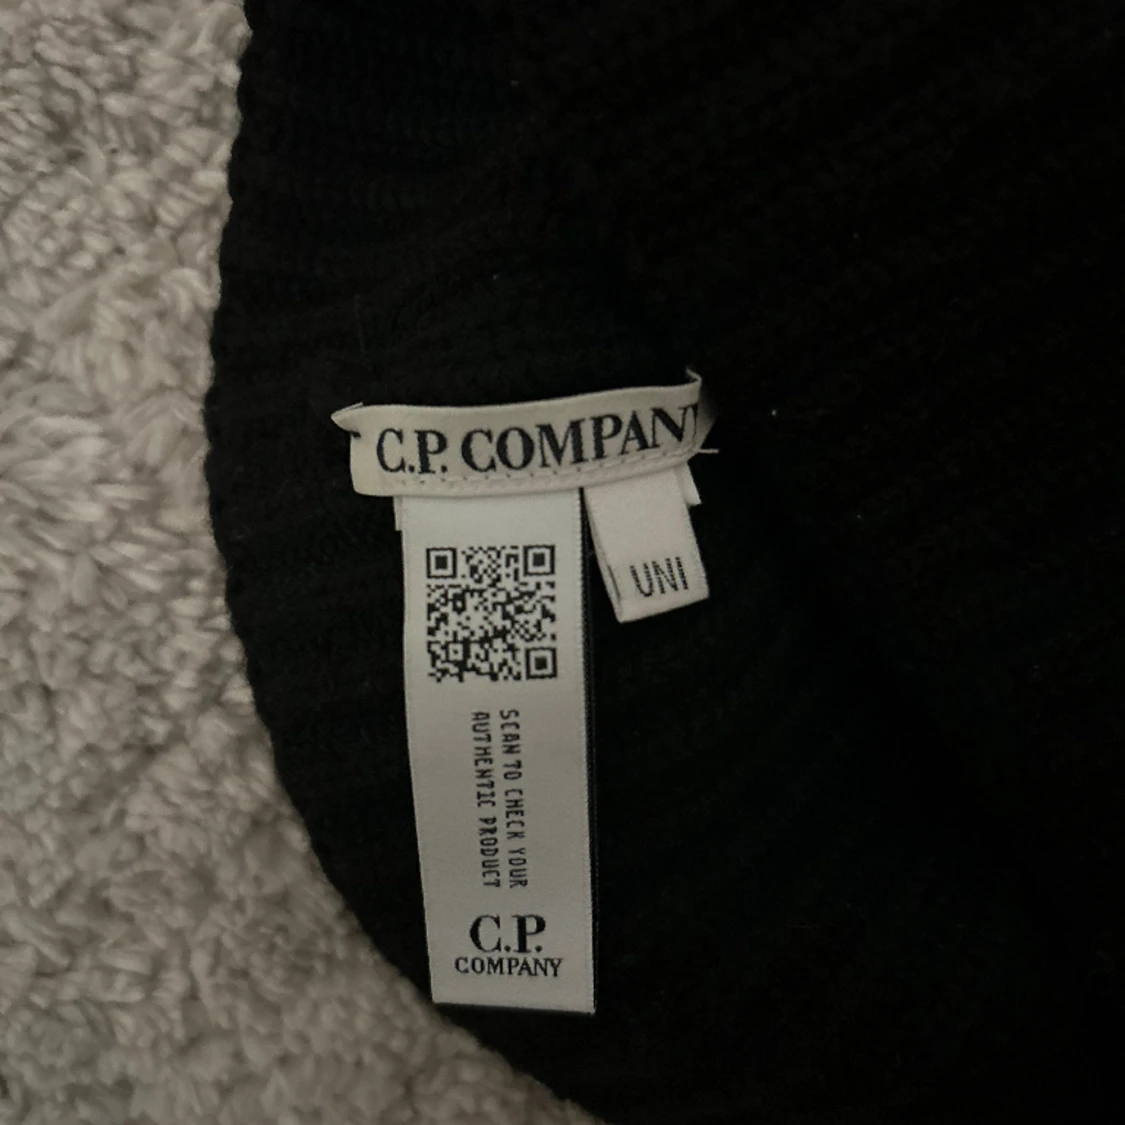 C.P. COMPANY
UNI
SCAN TO CHECK YOUR
AUTHENTIC PRODUCT
C.P.
COMPANY